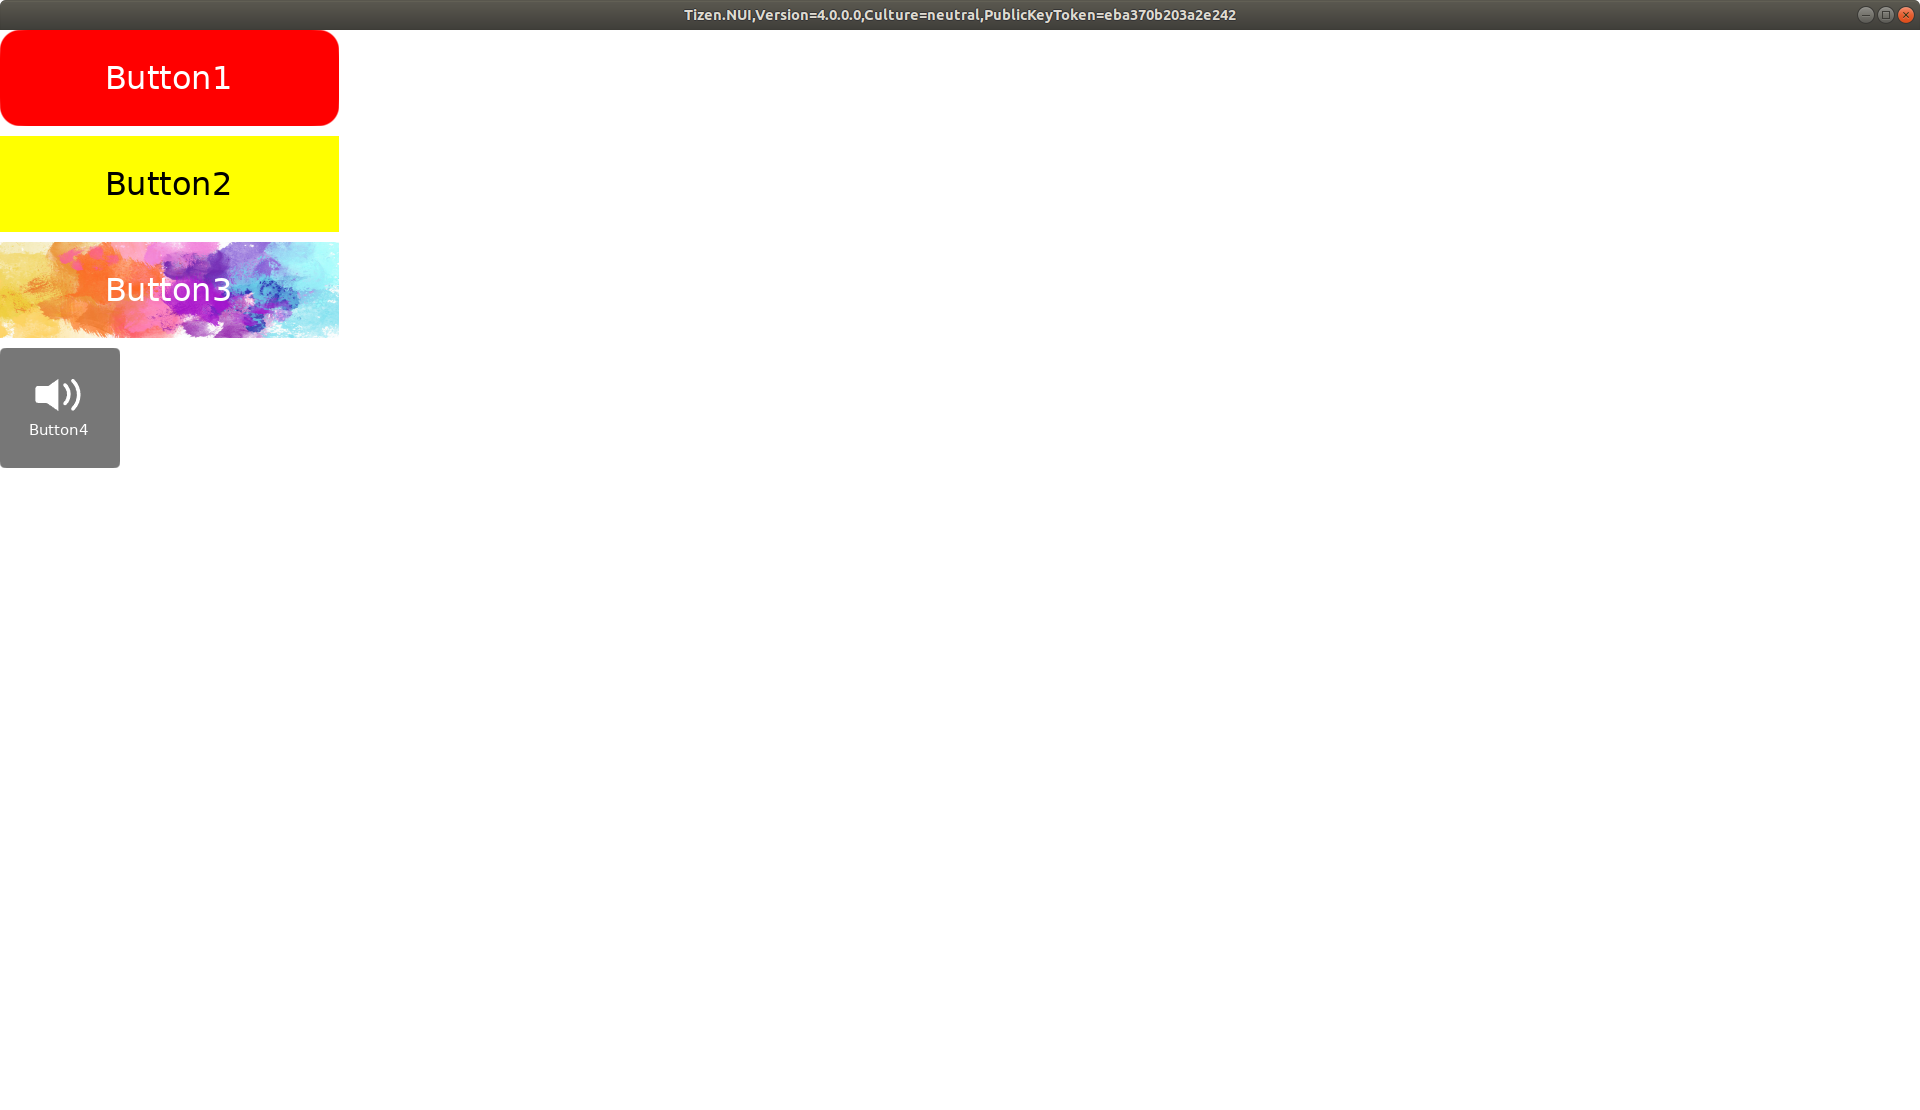 Tizen.NUI,Version=4.0.0.0,Culture=neutral,PublicKeyToken=eba370b203a2e242
Button1
Button2
Button3
Button4